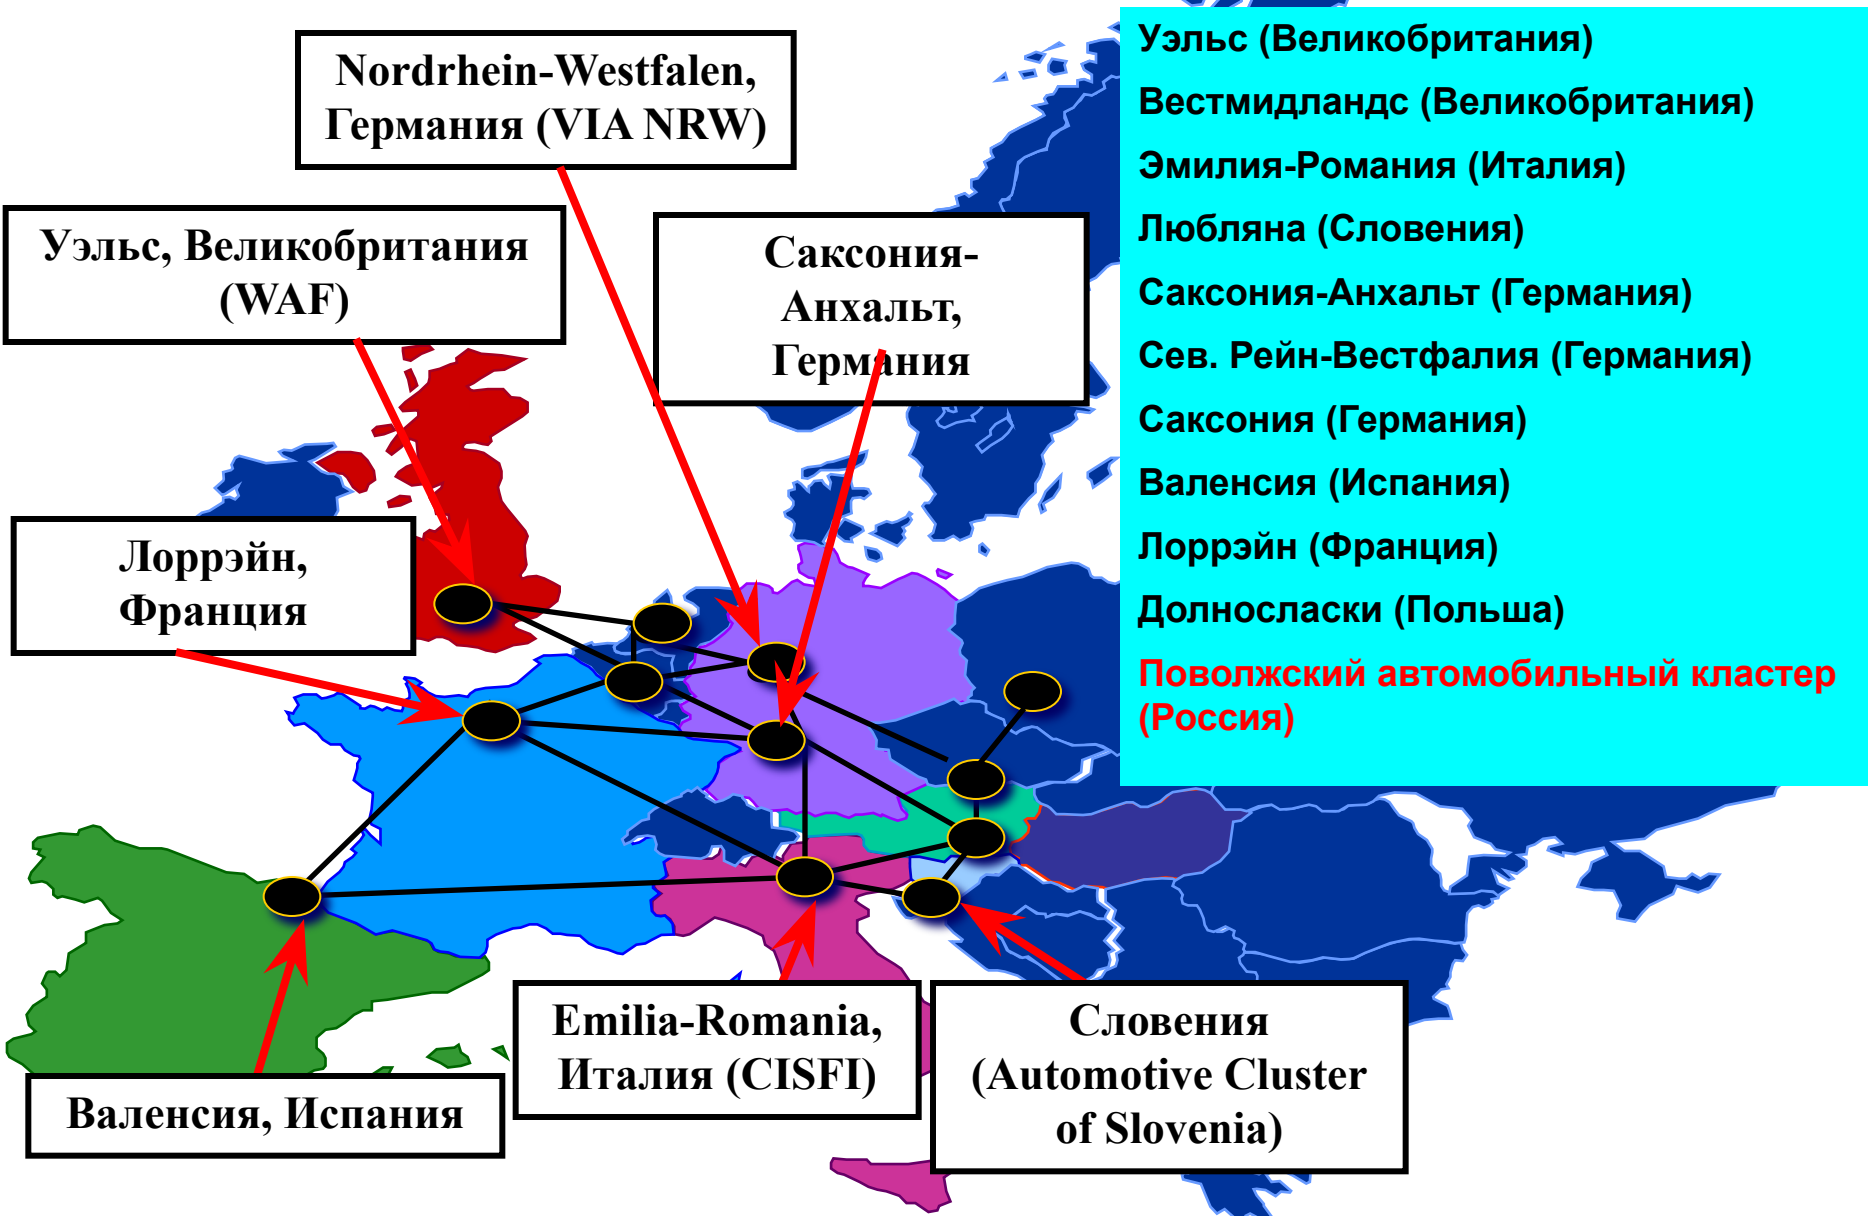 Nordrhein-Westfalen,
Германия (VIA NRW)
Уэльс, Великобритания
(WAF)
Саксония-
Анхальт,
Германия
Лоррэйн,
Франция
Валенсия, Испания
Emilia-Romania,
Италия (CISFI)
Словения
(Automotive Cluster
of Slovenia)
Уэльс (Великобритания)
Вестмидландс (Великобритания)
Эмилия-Романия (Италия)
Любляна (Словения)
Саксония-Анхальт (Германия)
Сев. Рейн-Вестфалия (Германия)
Саксония (Германия)
Валенсия (Испания)
Лоррэйн (Франция)
Долносласки (Польша)
Поволжский автомобильный кластер
(Россия)